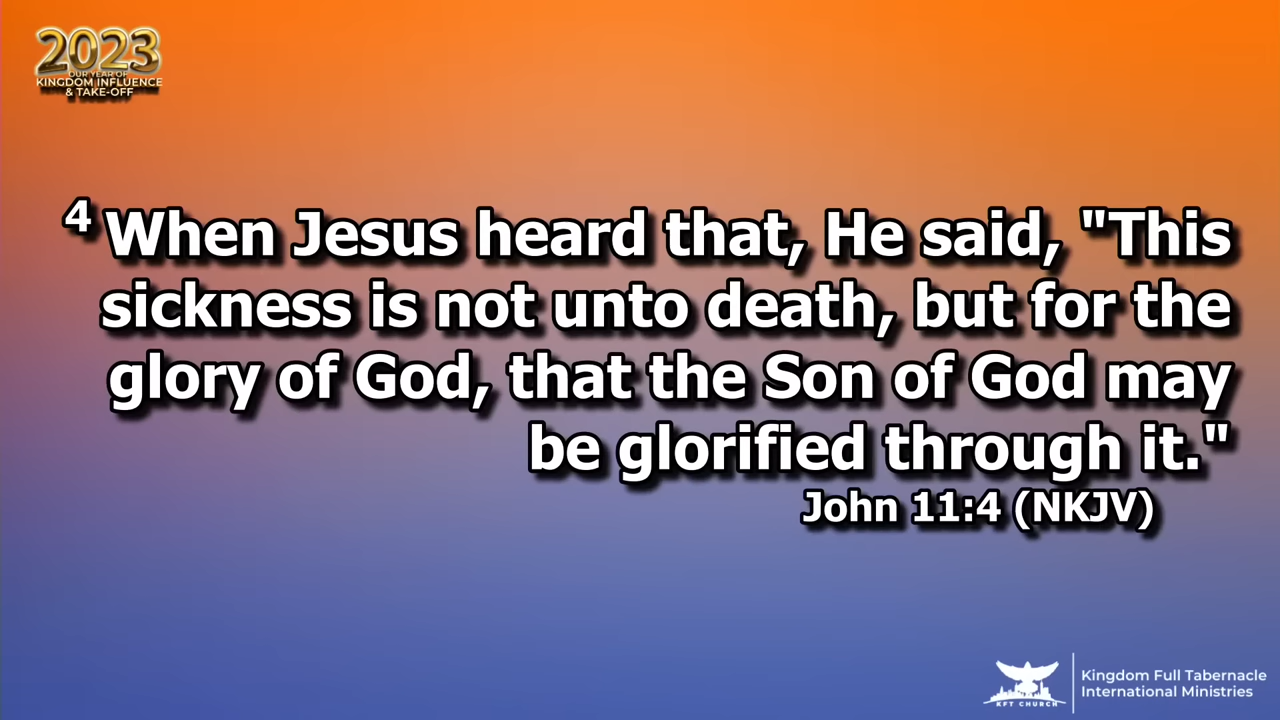 2023
OUR YEAR OF
KINGDOM INFLUENCE
& TAKE-OFF
4 When Jesus heard that, He said, "This
sickness is not unto death, but for the
glory of God, that the Son of God may
be glorified through it."
John 11:4 (NKJV)
KFT CHURCH
Kingdom Full Tabernacle
International Ministries